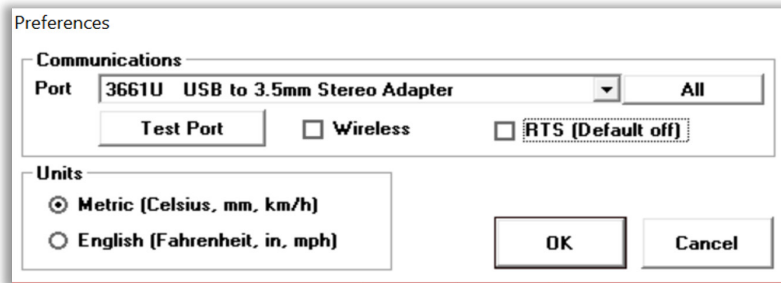 Preferences
Communications
Port 3661U USB to 3.5mm Stereo Adapter All
Test Port Wireless RTS (Default off)
Units
Metric (Celsius, mm, km/h)
English (Fahrenheit, in, mph)
OK Cancel